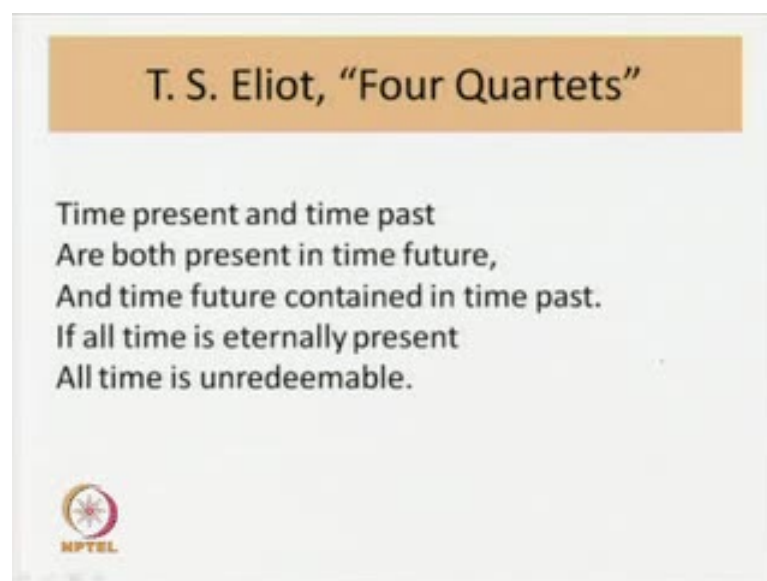 T. S. Eliot, “Four Quartets”
Time present and time past
Are both present in time future,
And time future contained in time past.
If all time is eternally present
All time is unredeemable.
NPTEL